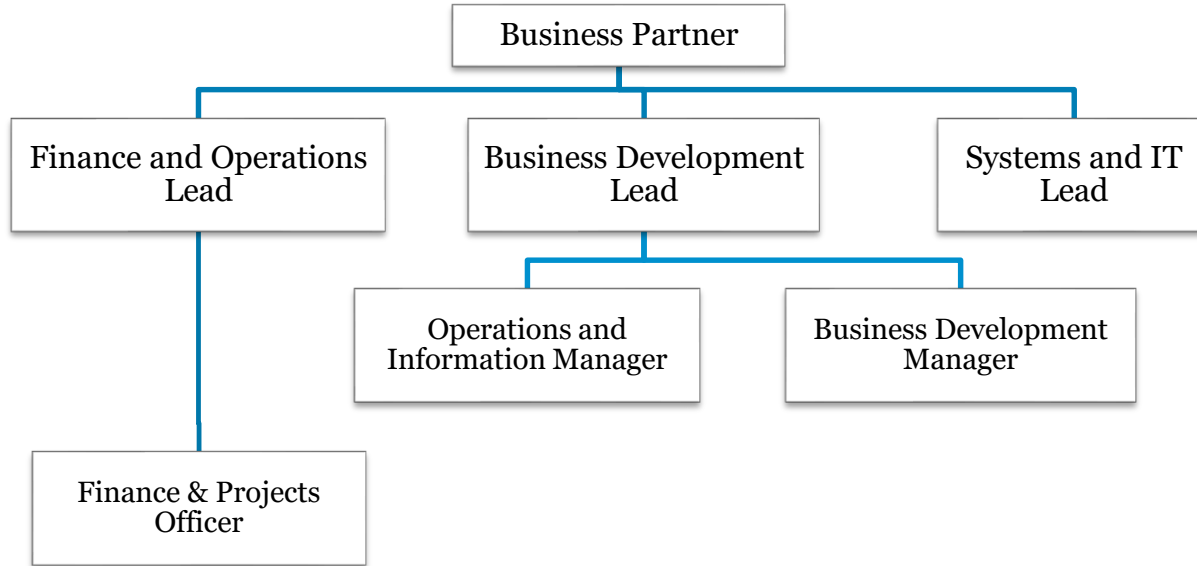 Business Partner
Finance and Operations
Lead
Business Development
Lead
Systems and IT
Lead
Operations and
Information Manager
Business Development
Manager
Finance & Projects
Officer